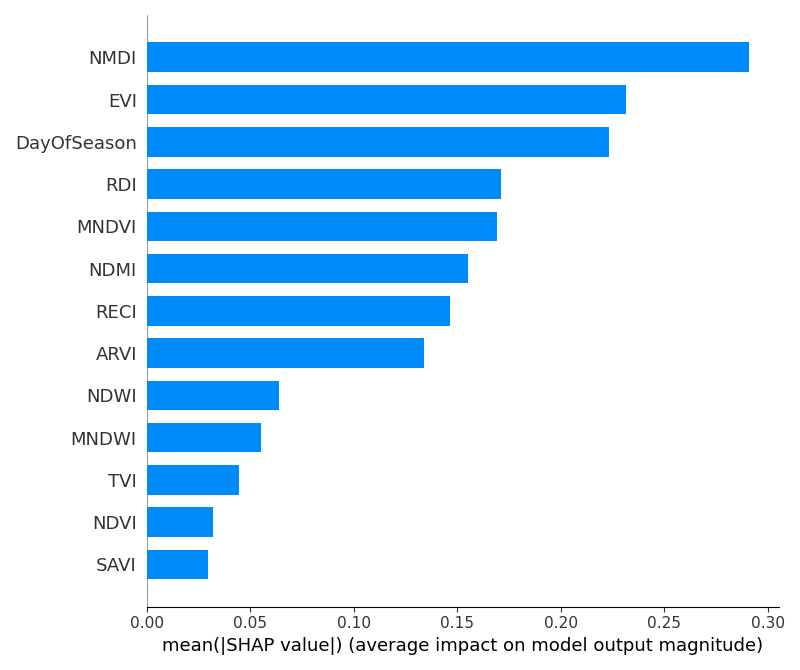 NMDI
EVI
DayOfSeason
RDI
MNDVI
NDMI
RECI
ARVI
NDWI
MNDWI
TVI
NDVI
SAVI
0.00 0.05 0.10 0.15 0.20 0.25 0.30
mean(|SHAP value|) (average impact on model output magnitude)